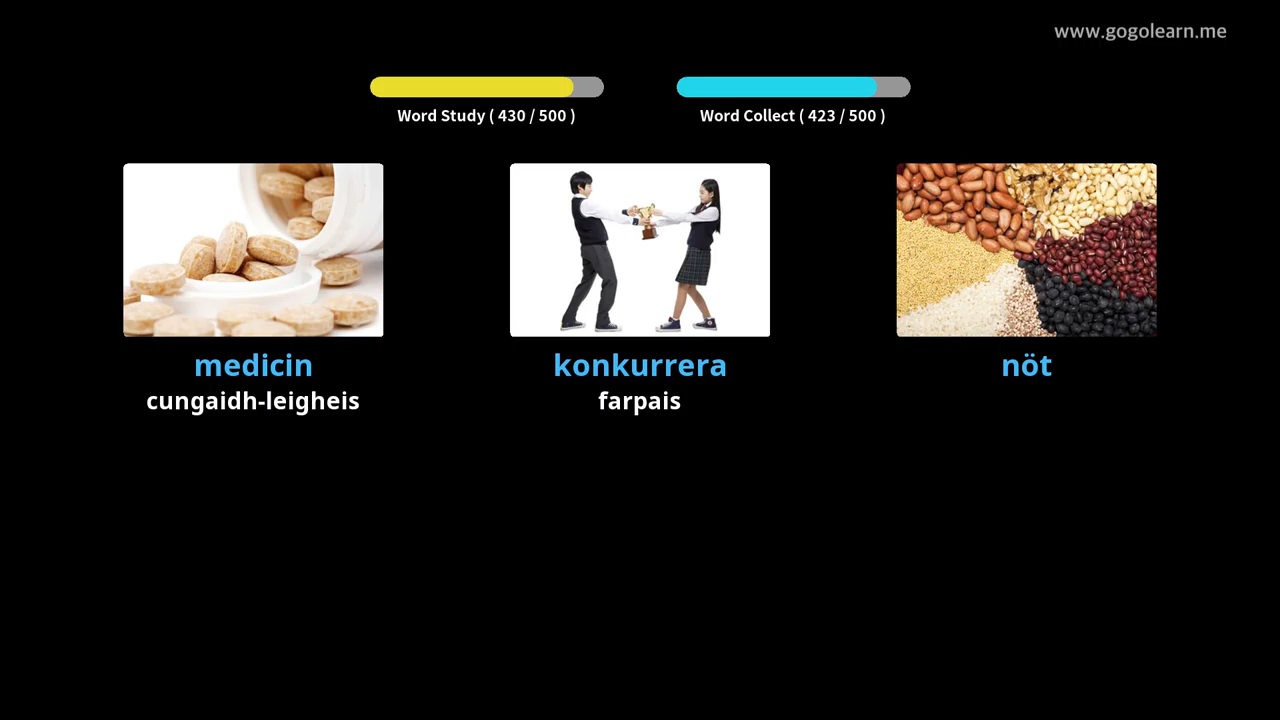 www.gogolearn.me
Word Study ( 430 / 500 )
Word Collect ( 423 / 500 )
medicin
cungaidh-leigheis
konkurrera
farpais
nöt